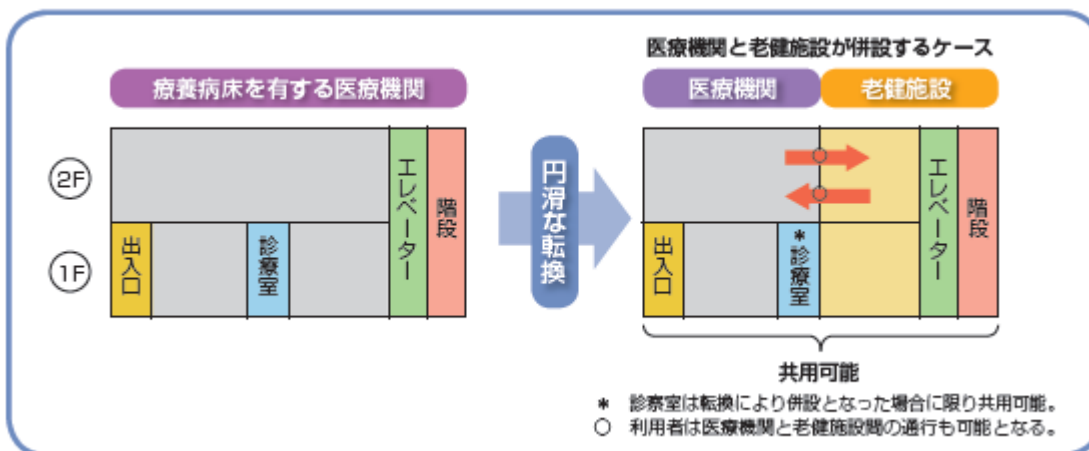 医療機関と老健施設が併設するケース
療養病床を有する医療機関
医療機関
老健施設
2F
1F
出入口
診療室
エレベーター
階段
円滑な転換
出入口
*診療室
エレベーター
階段
共用可能
* 診察室は転換により併設となった場合に限り共用可能。
○ 利用者は医療機関と老健施設間の通行も可能となる。